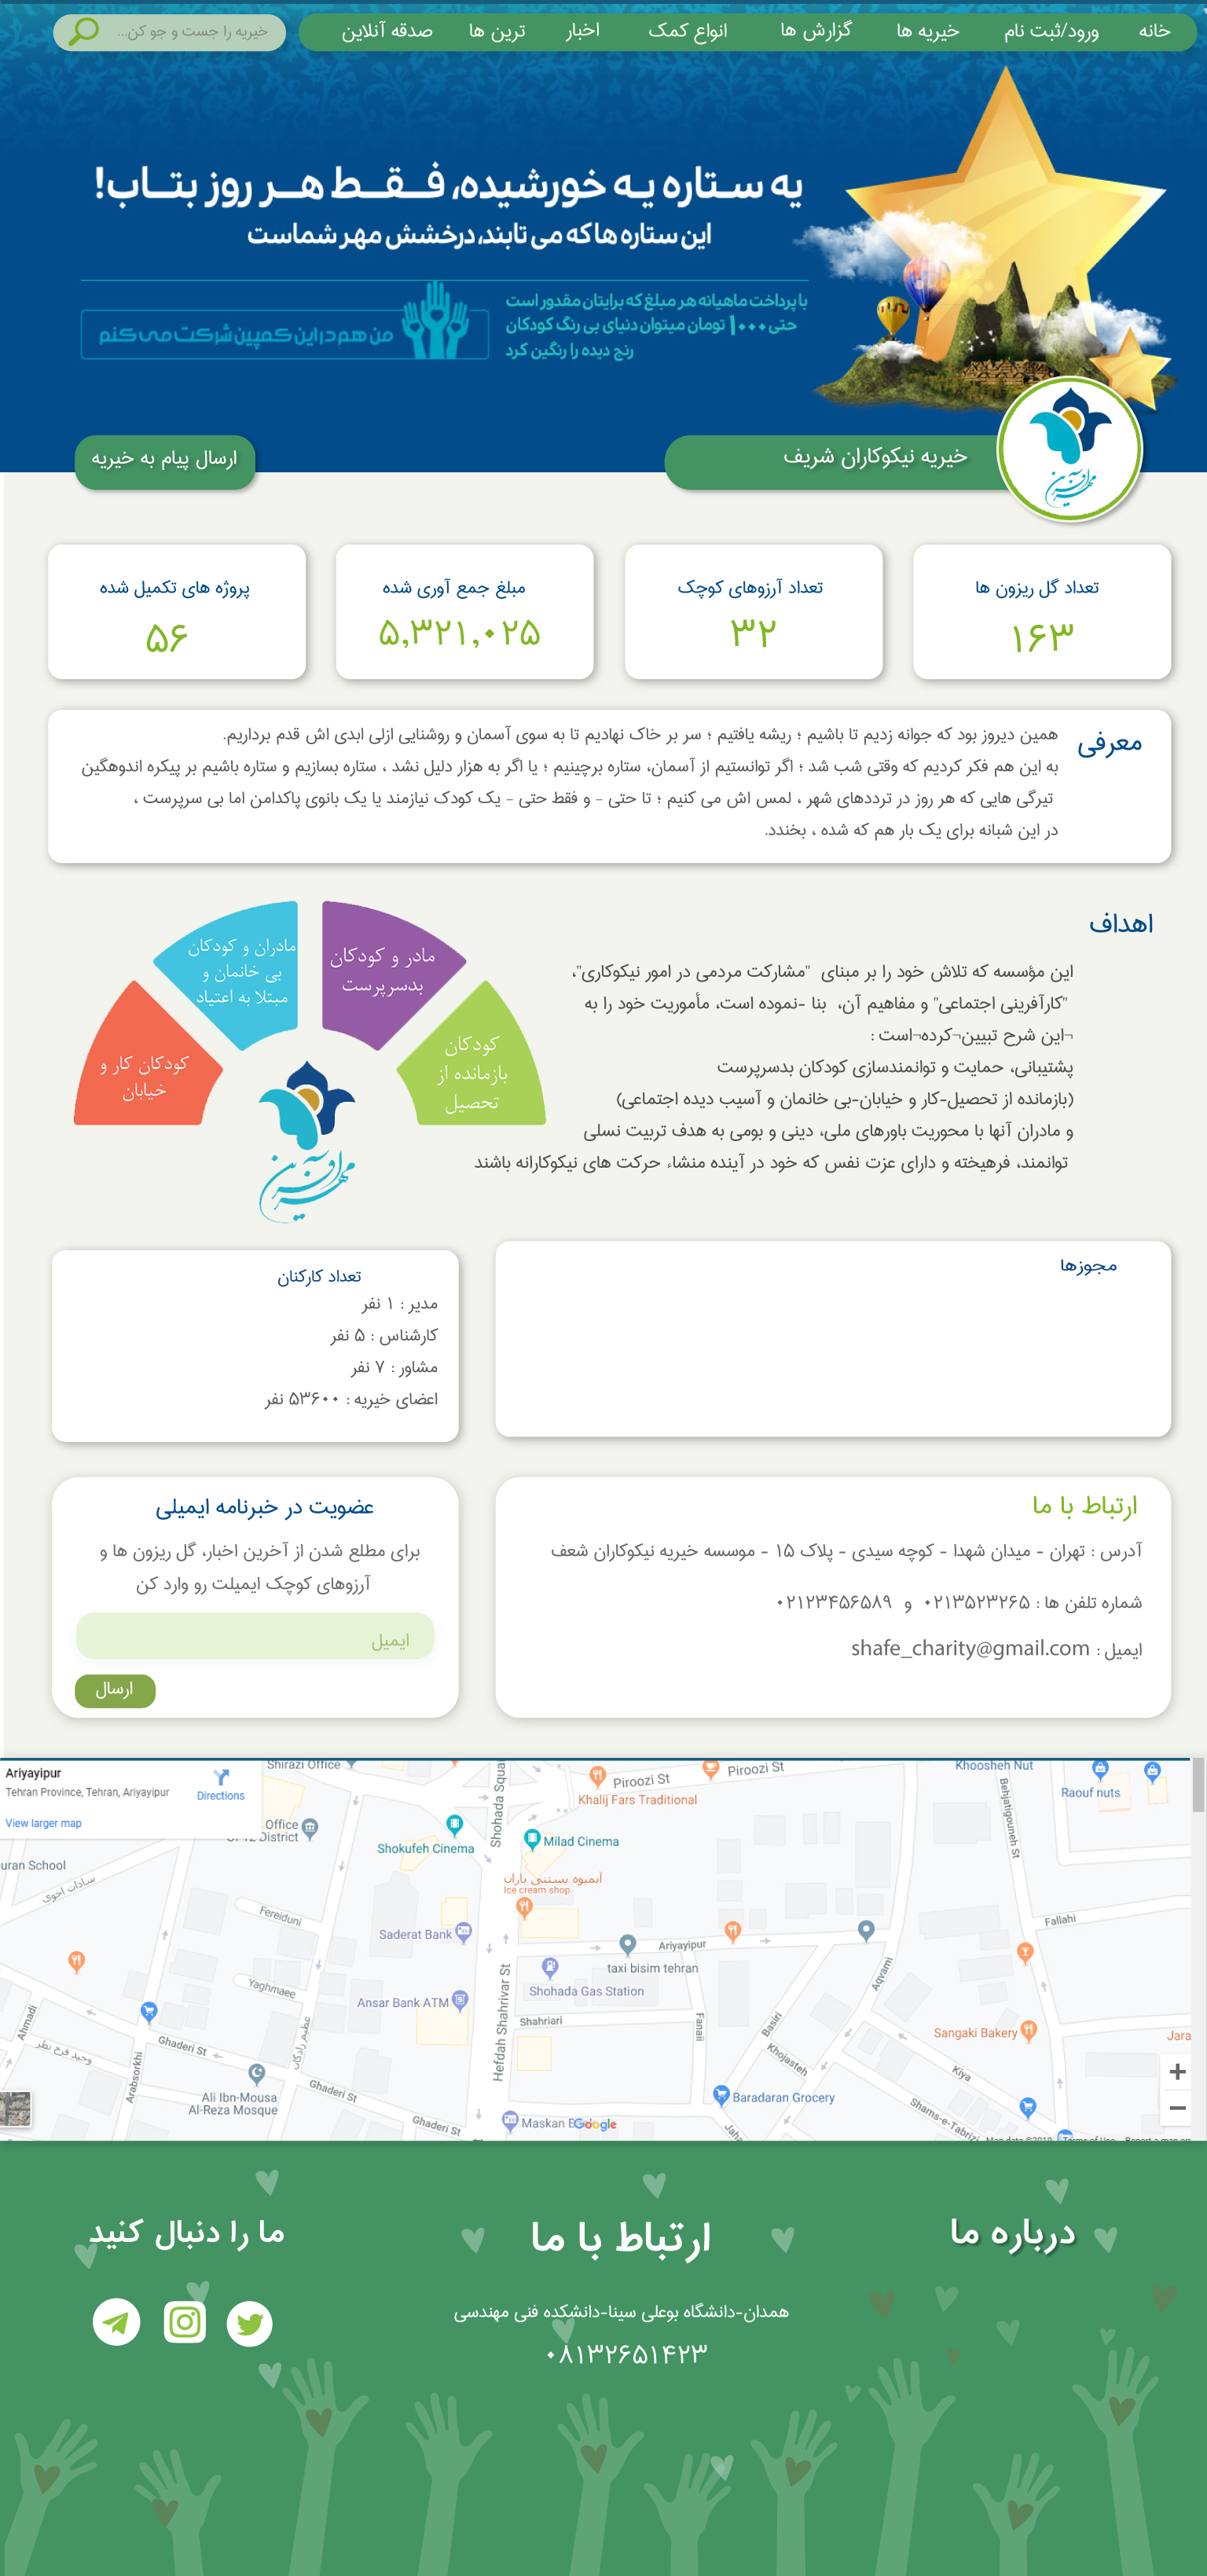 خانه
ورود/ثبت نام
خیریه ها
گزارش ها
انواع کمک
اخبار
ترین ها
صدقه آنلاین
خیریه را جست و جو کن...
یه ستاره یه خورشیده، فقط هر روز بتاب!
این ستاره ها که می تابند، درخشش مهر شماست
با پرداخت ماهیانه هر مبلغ که برایتان مقدور است
حتی ۱۰۰۰ تومان میتوان دنیای بی رنگ کودکان
رنج دیده را رنگین کرد
من هم در این کمپین شرکت می کنم
خیریه نیکوکاران شریف
ارسال پیام به خیریه
مهرآفرین
تعداد گل ریزون ها
۱۶۳
تعداد آرزوهای کوچک
۳۲
مبلغ جمع آوری شده
۵,۳۲۱,۰۲۵
پروژه های تکمیل شده
۵۶
معرفی
همین دیروز بود که جوانه زدیم تا باشیم ؛ ریشه یافتیم ؛ سر بر خاک نهادیم تا به سوی آسمان و روشنایی ازلی ابدی اش قدم برداریم.
به این هم فکر کردیم که وقتی شب شد ؛ اگر توانستیم از آسمان، ستاره برچینیم ؛ یا اگر به هزار دلیل نشد ، ستاره بسازیم و ستاره باشیم بر پیکره اندوهگین
تیرگی هایی که هر روز در ترددهای شهر ، لمس اش می کنیم ؛ تا حتی – و فقط حتی – یک کودک نیازمند یا یک بانوی پاکدامن اما بی سرپرست ،
در این شبانه برای یک بار هم که شده ، بخندد.
اهداف
این مؤسسه که تلاش خود را بر مبنای "مشارکت مردمی در امور نیکوکاری"،
"کارآفرینی اجتماعی" و مفاهیم آن، بنا -نموده است، مأموریت خود را به
¬این شرح تبیین¬کرده¬است :
پشتیبانی، حمایت و توانمندسازی کودکان بدسرپرست
(بازمانده از تحصیل-کار و خیابان-بی خانمان و آسیب دیده اجتماعی)
و مادران آنها با محوریت باورهای ملی، دینی و بومی به هدف تربیت نسلی
توانمند، فرهیخته و دارای عزت نفس که خود در آینده منشاء حرکت های نیکوکارانه باشند
کودکان
بازمانده از
تحصیل
مادر و کودکان
بدسرپرست
مادران و کودکان
بی خانمان و
مبتلا به اعتیاد
کودکان کار و
خیابان
مهرآفرین
مجوزها
تعداد کارکنان
مدیر : ۱ نفر
کارشناس : ۵ نفر
مشاور : ۷ نفر
اعضای خیریه : ۵۳۶۰۰ نفر
ارتباط با ما
آدرس : تهران - میدان شهدا - کوچه سیدی - پلاک ۱۵ - موسسه خیریه نیکوکاران شعف
شماره تلفن ها : ۰۲۱۳۵۲۳۲۶۵ و ۰۲۱۲۳۴۵۶۵۸۹
ایمیل : shafe_charity@gmail.com
عضویت در خبرنامه ایمیلی
برای مطلع شدن از آخرین اخبار، گل ریزون ها و
آرزوهای کوچک ایمیلت رو وارد کن
ایمیل
ارسال
Ariyayipur
Tehran Province, Tehran, Ariyayipur
Directions
View larger map
Shirazi Office
Office
District
uran School
سادات اخوی
Shohada Squar
Piroozi St
Piroozi St
Khalij Fars Traditional
Khoosheh Nut
Raouf nuts
Behjatigouneh St
Shokufeh Cinema
Milad Cinema
آبمیوه بستنی باران
Ice cream shop
Fereiduni
Saderat Bank
Ariyayipur
taxi bisim tehran
Fallahi
Yaghmaee
Ansar Bank ATM
Shohada Gas Station
Aqvami
Hefdah Shahrivar St
Shahriari
Fanaii
Basiri
Khojasteh
Sangaki Bakery
Jara
Ahmadi
وحید فرخ نظر
Ghaderi St
Arabsorkhi
عظیم زادگان
Kiya
Ali Ibn-Mousa
Al-Reza Mosque
Ghaderi St
Ghaderi St
Baradaran Grocery
Shams-e-Tabrizi
Maskan B
Google
Jaha
Map data ©2019
Terms of Use
Report a map er
درباره ما
ارتباط با ما
همدان-دانشگاه بوعلی سینا-دانشکده فنی مهندسی
۰۸۱۳۲۶۵۱۴۲۳
ما را دنبال کنید